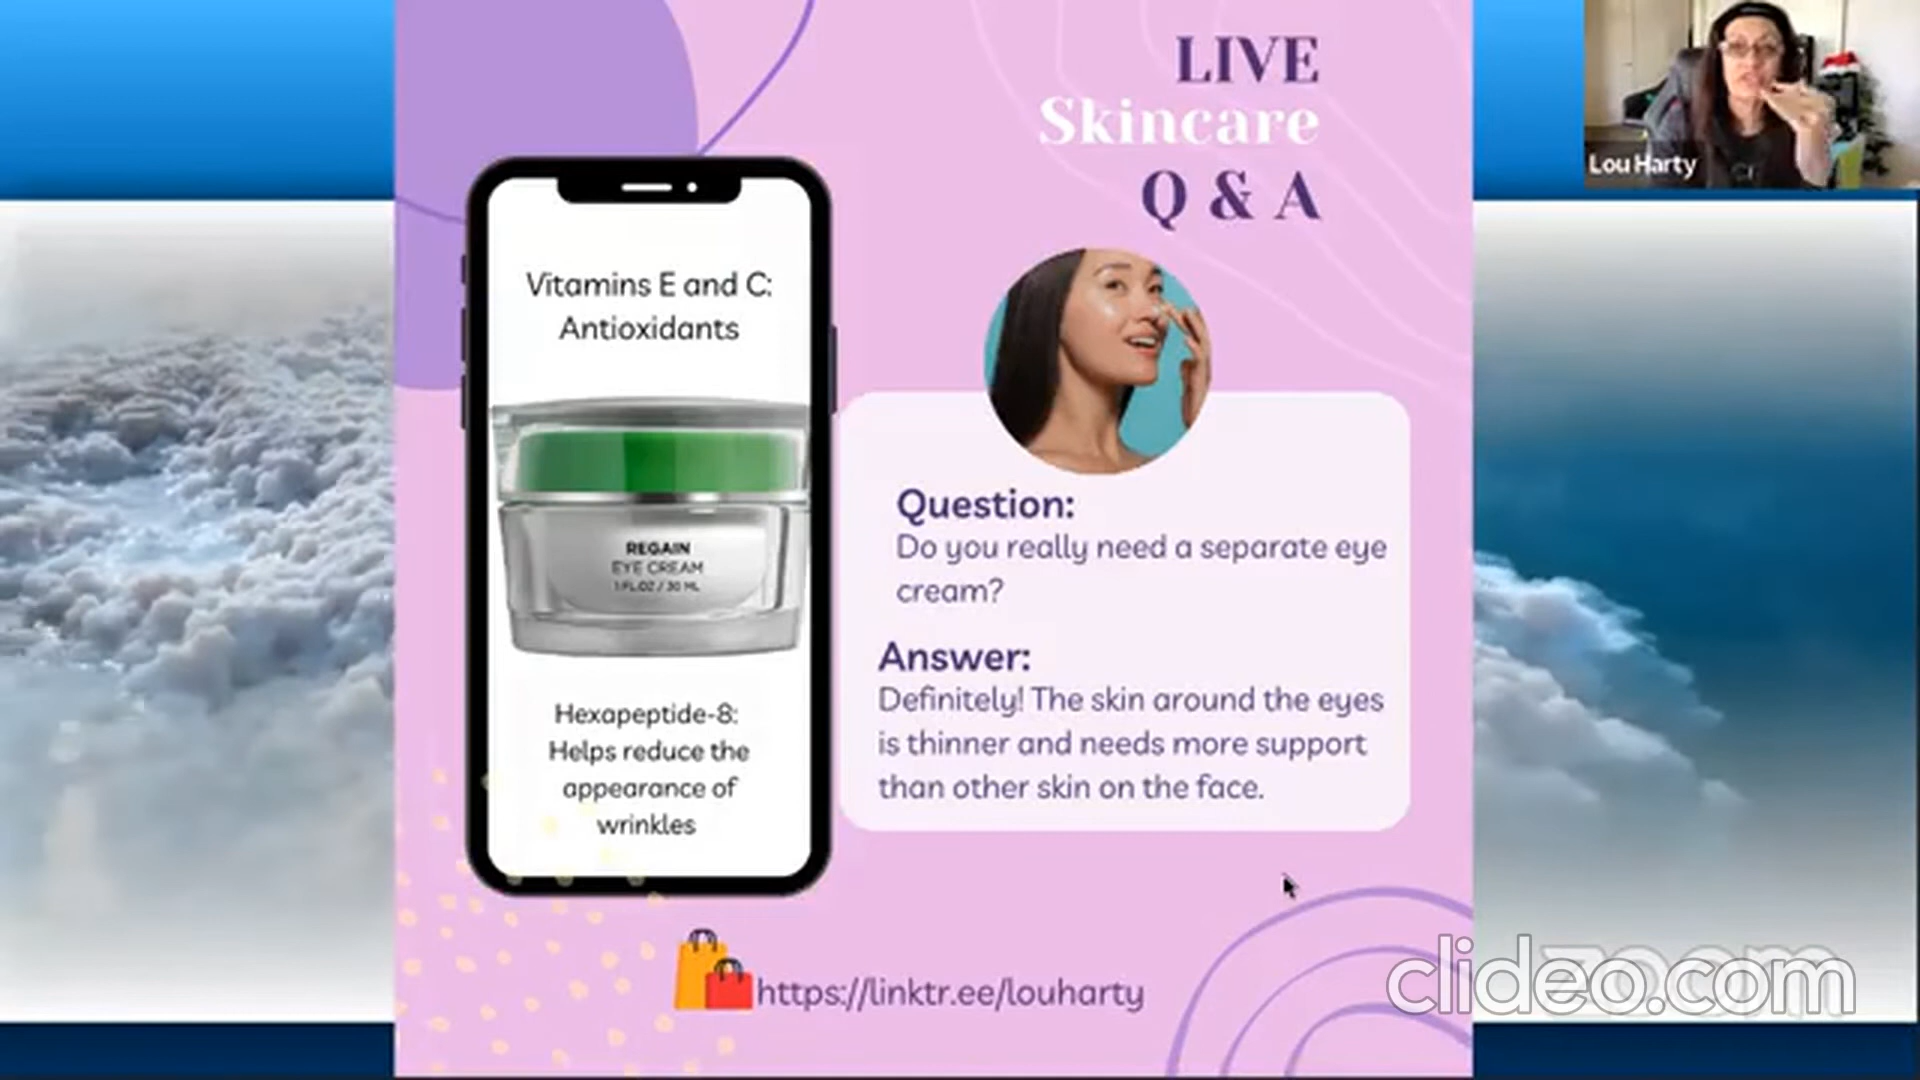 LIVE
Skincare
Q & A
Lou Harty
Vitamins E and C:
Antioxidants
REGAIN
EYE CREAM
1 FL.OZ / 30 ML
Hexapeptide-8:
Helps reduce the
appearance of
wrinkles
Question:
Do you really need a separate eye
cream?
Answer:
Definitely! The skin around the eyes
is thinner and needs more support
than other skin on the face.
https://linktr.ee/louharty
clideo.com
zoom